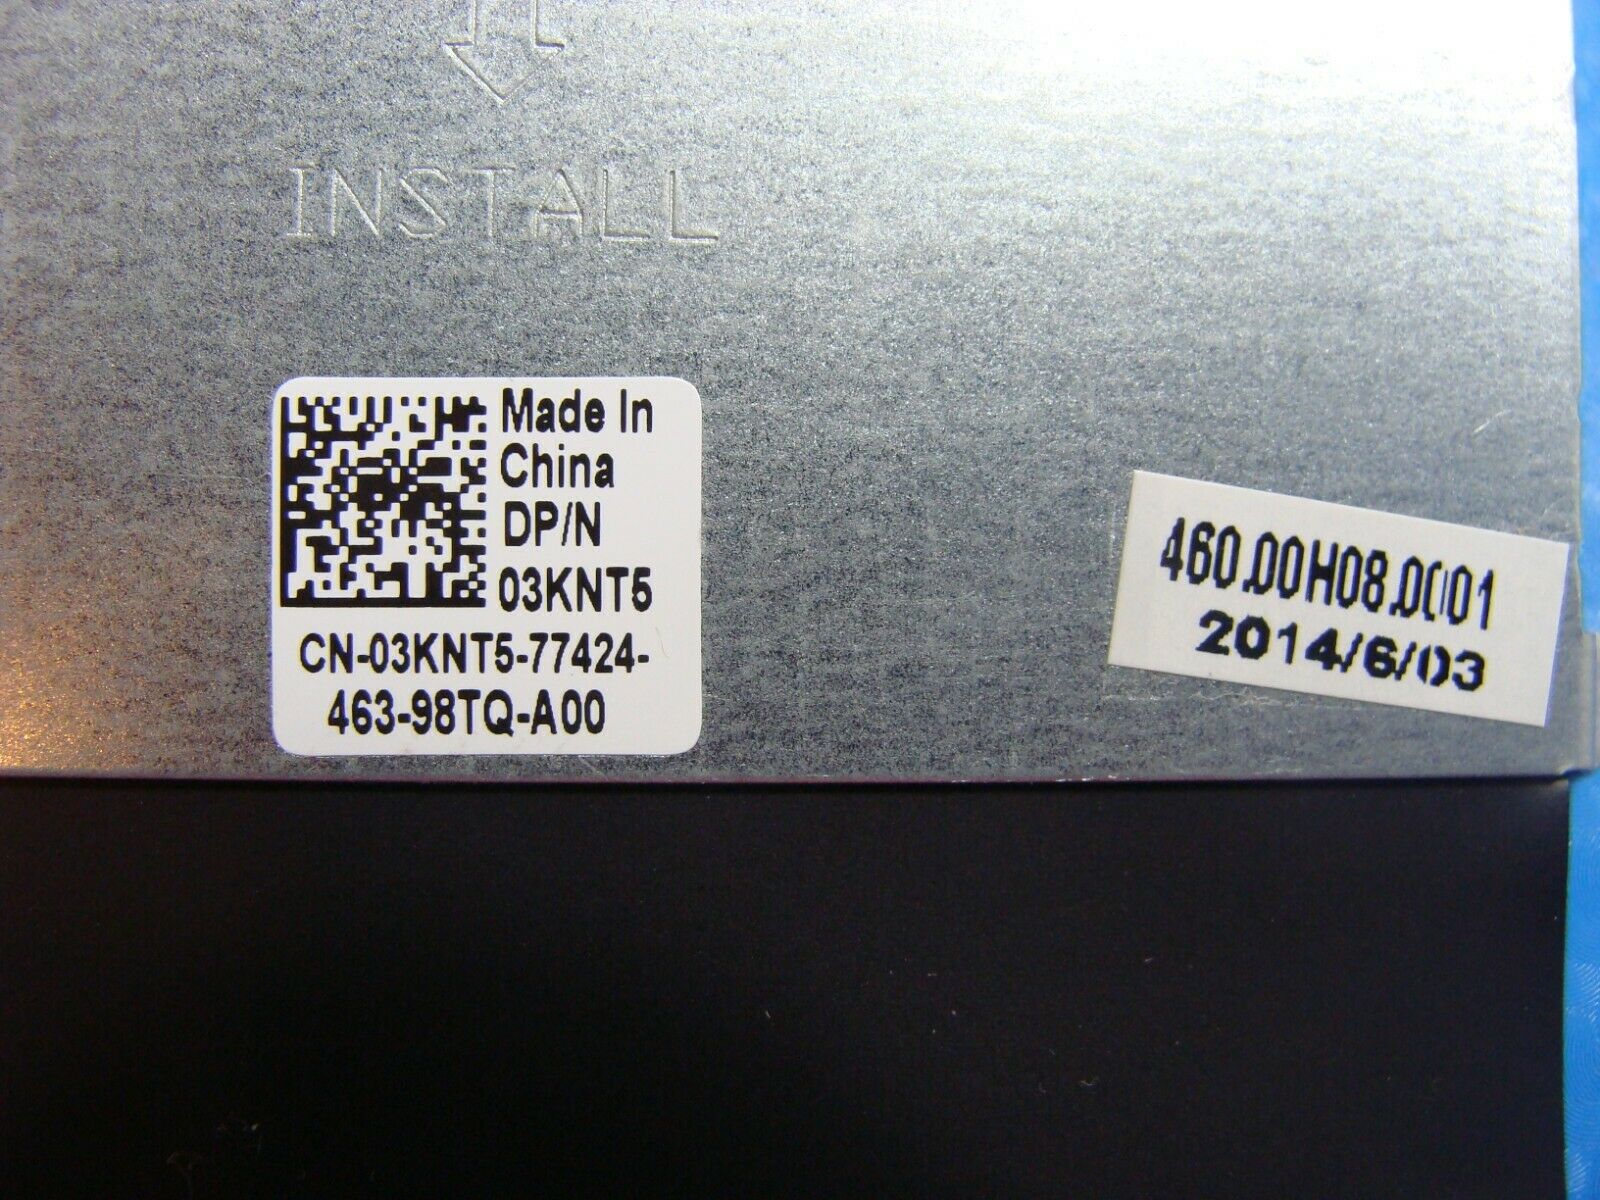 INSTALL
Made In
China
DP/N
03KNT5
CN-03KNT5-77424-
463-98TQ-A00
460.00H08.0001
2014/6/03